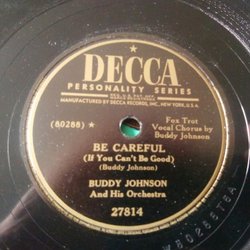 DECCA
PERSONALITY SERIES
MANUFACTURED BY DECCA RECORDS, INC., NEW YORK, U.S.A.
(60288)
Fox Trot
Vocal Chorus by
Buddy Johnson
BE CAREFUL
(If You Can't Be Good)
(Buddy Johnson)
BUDDY JOHNSON
And His Orchestra
27814